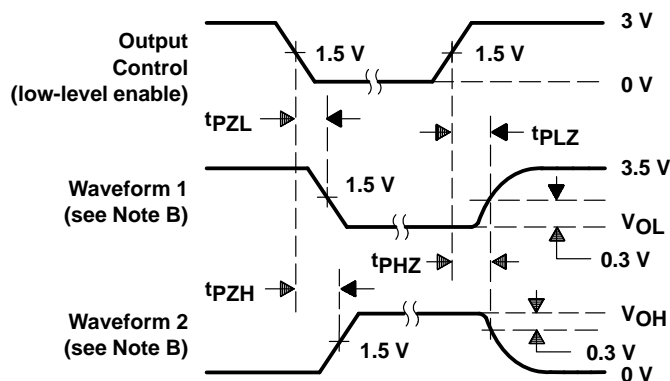 Output
Control
(low-level enable)
1.5 V
1.5 V
3 V
0 V
tPZL
tPLZ
Waveform 1
(see Note B)
1.5 V
3.5 V
VOL
0.3 V
tPHZ
tPZH
Waveform 2
(see Note B)
1.5 V
VOH
0.3 V
0 V